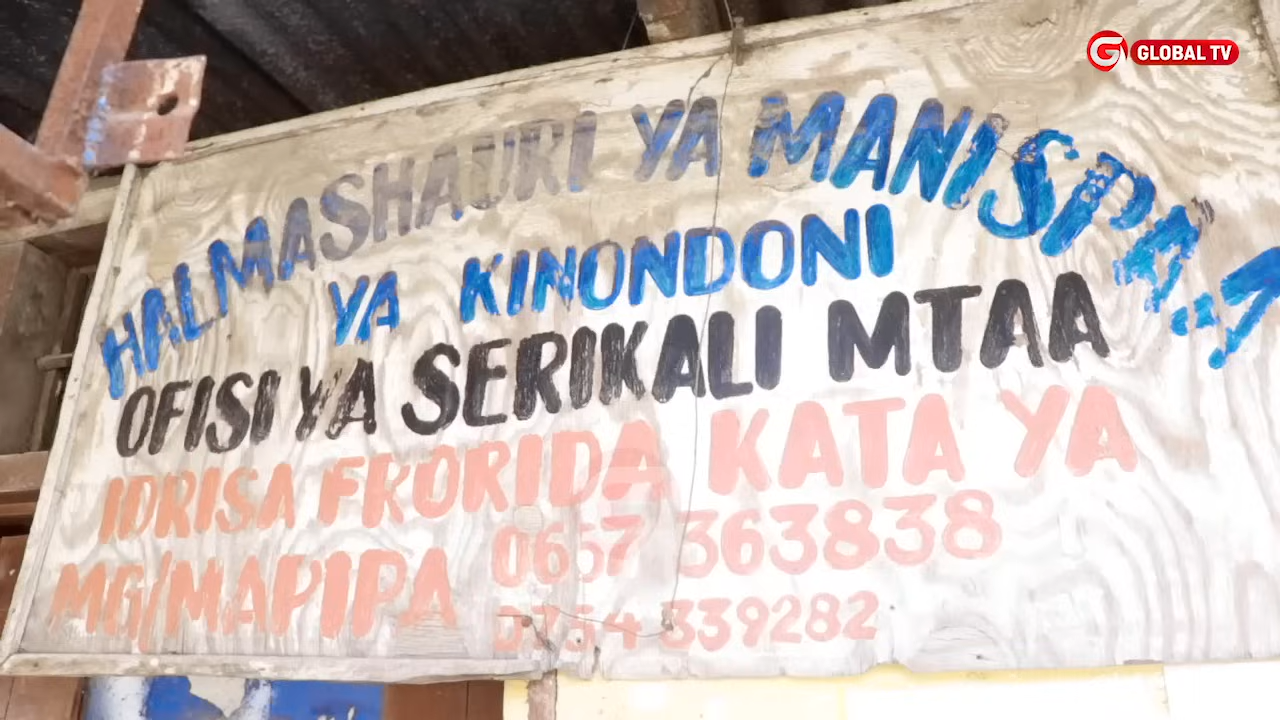 GLOBAL TV
HALMASHAURI YA MANISPAA
YA KINONDONI
OFISI YA SERIKALI MTAA
IDRISA FRORIDA KATA YA
MG/MAPIPA 0657 363838
0754 339282